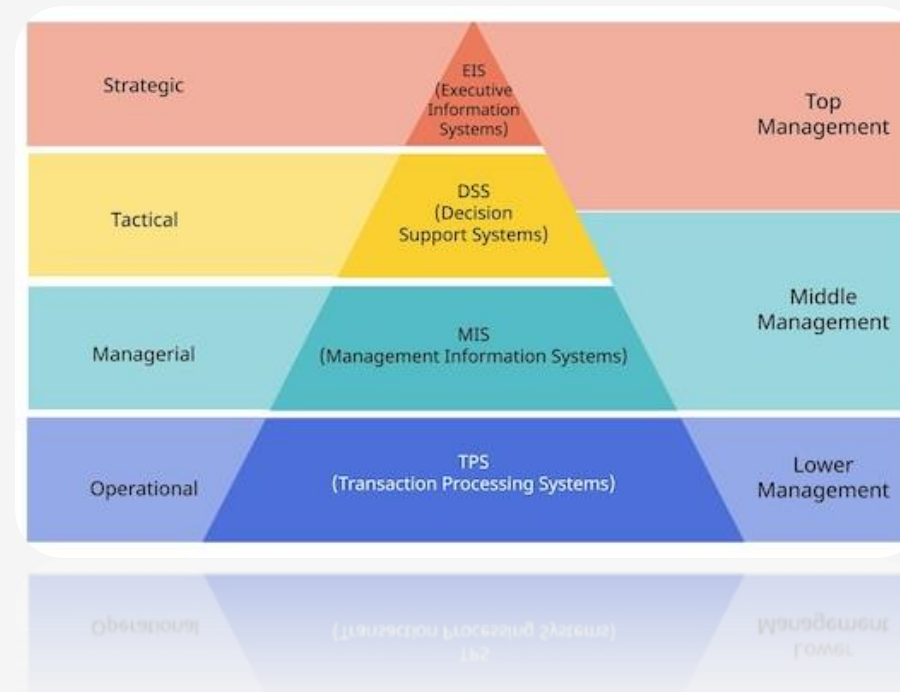 Strategic
EIS
(Executive
Information
Systems)
Top
Management
Tactical
DSS
(Decision
Support Systems)
Managerial
MIS
(Management Information Systems)
Middle
Management
Operational
TPS
(Transaction Processing Systems)
Lower
Management